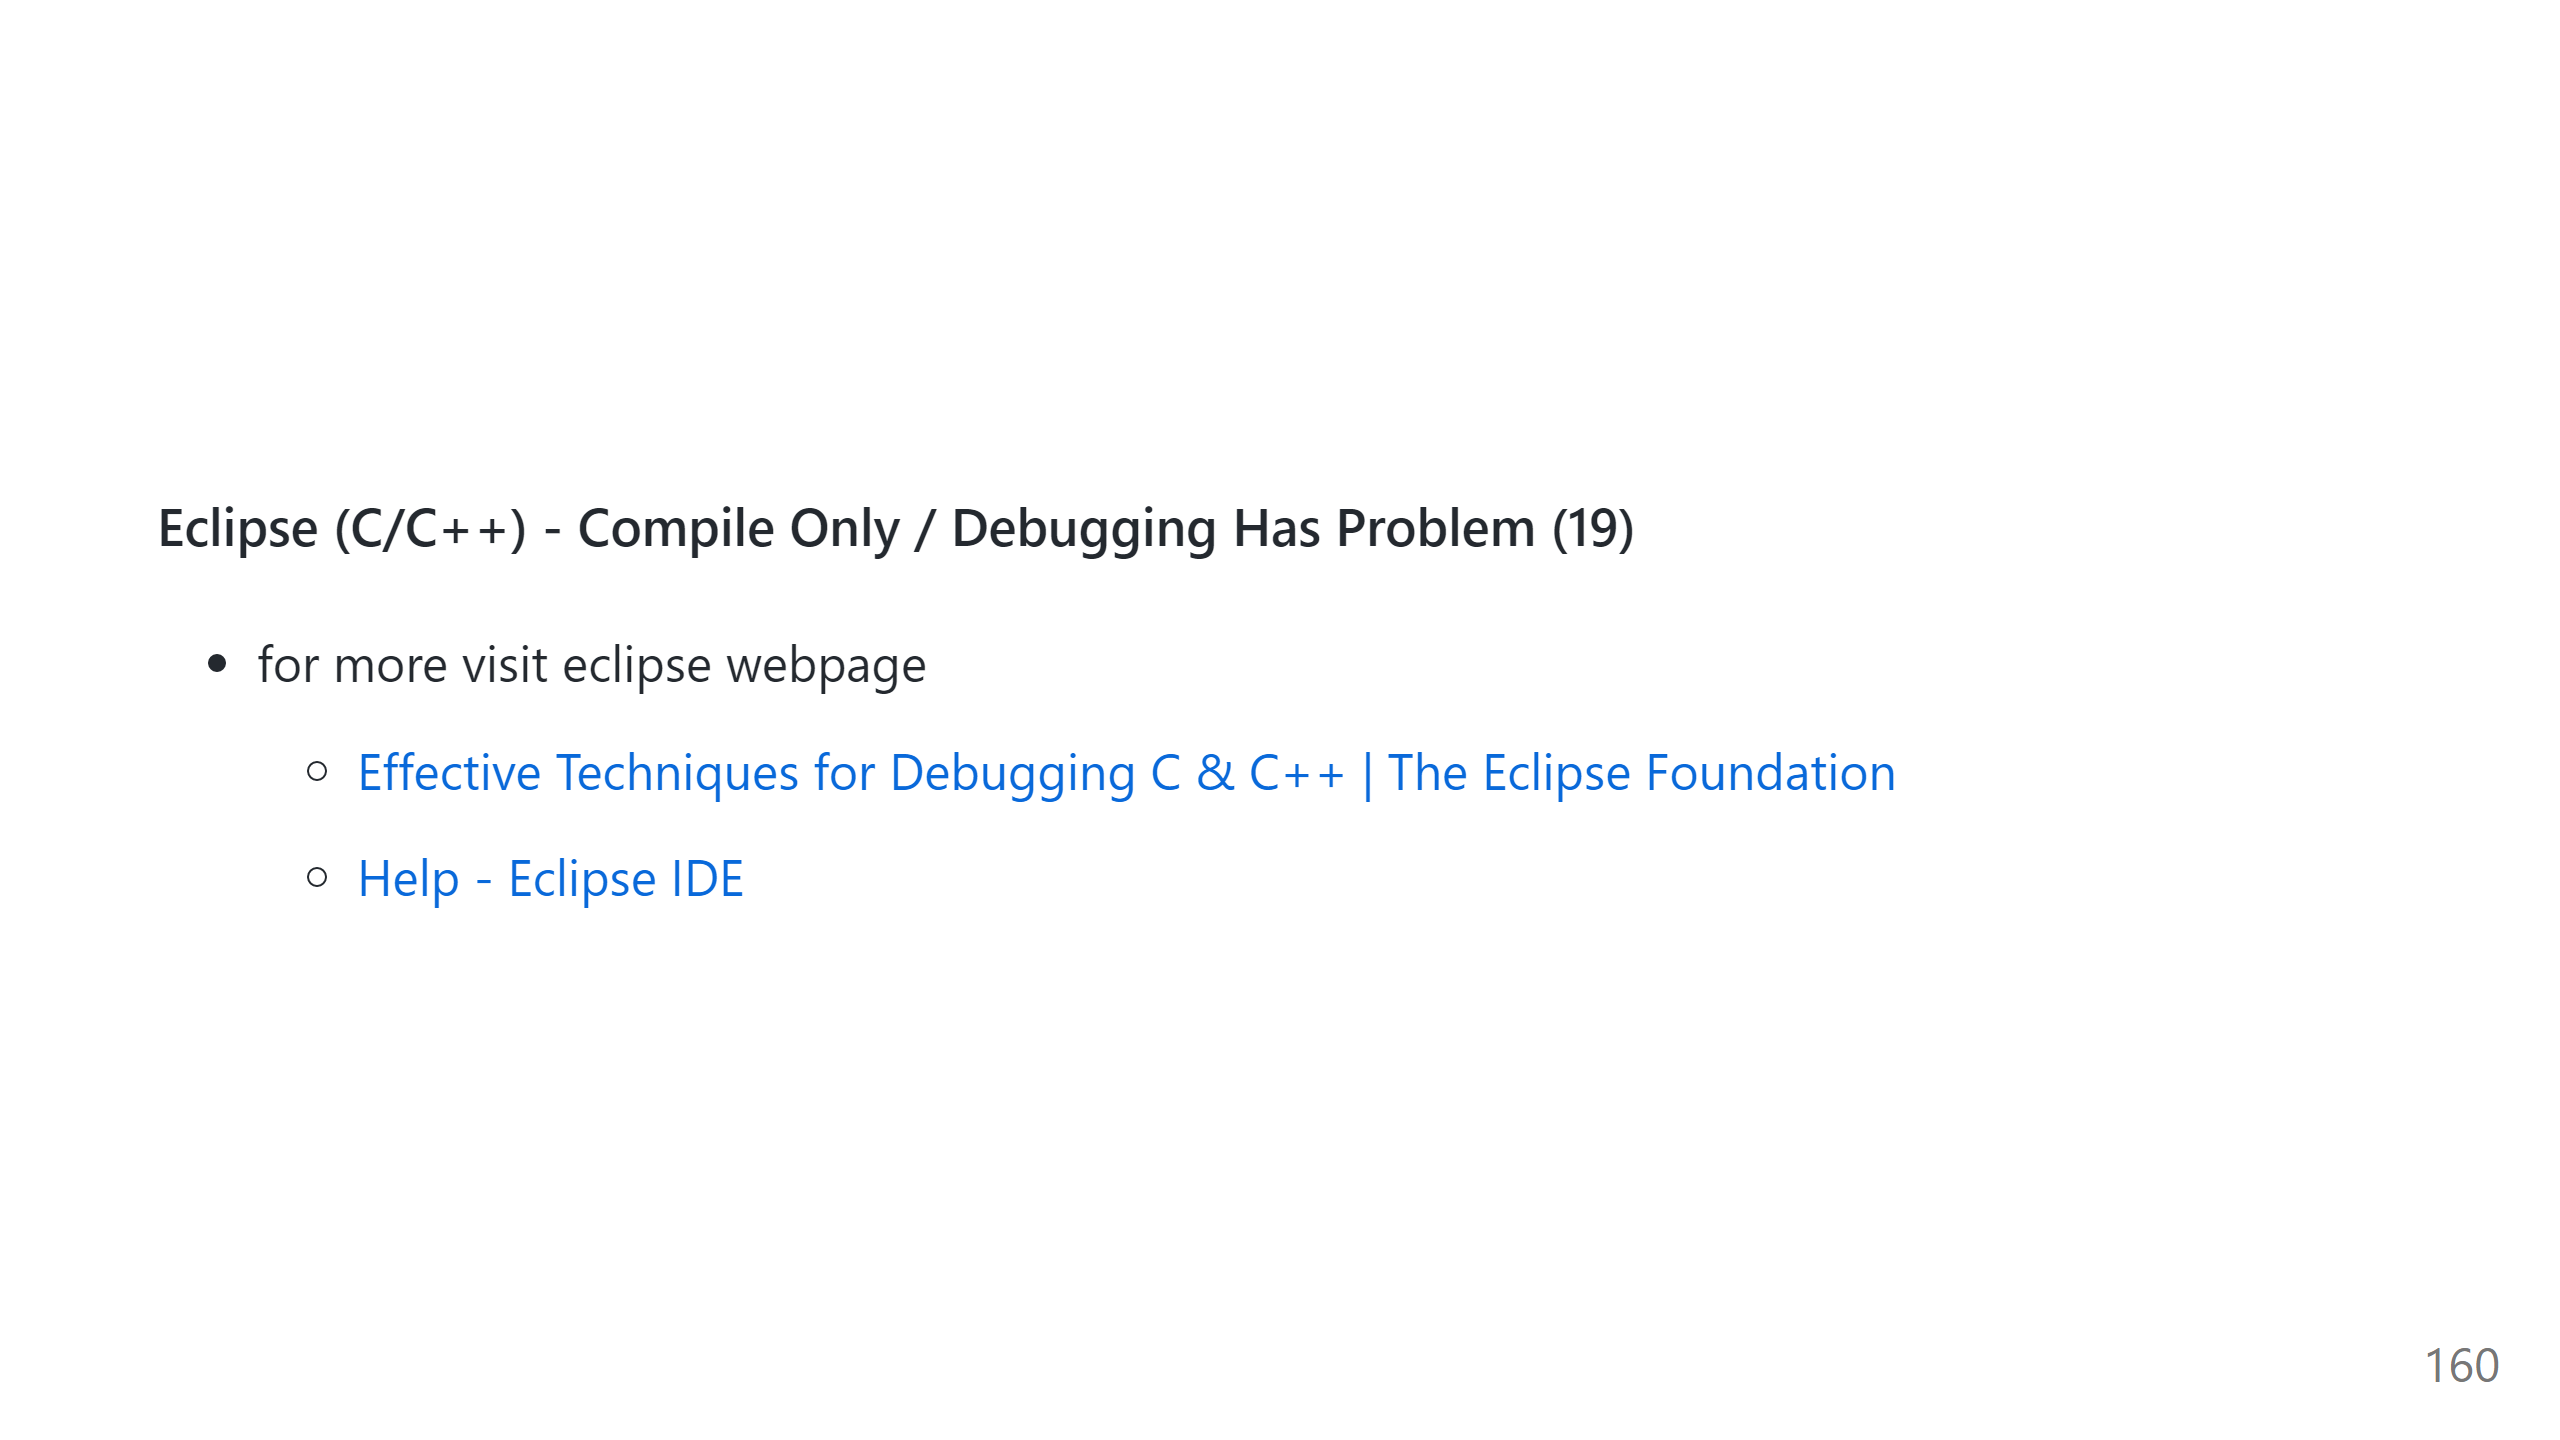 Eclipse (C/C++) - Compile Only / Debugging Has Problem (19)
for more visit eclipse webpage
Effective Techniques for Debugging C & C++ | The Eclipse Foundation
Help - Eclipse IDE
160